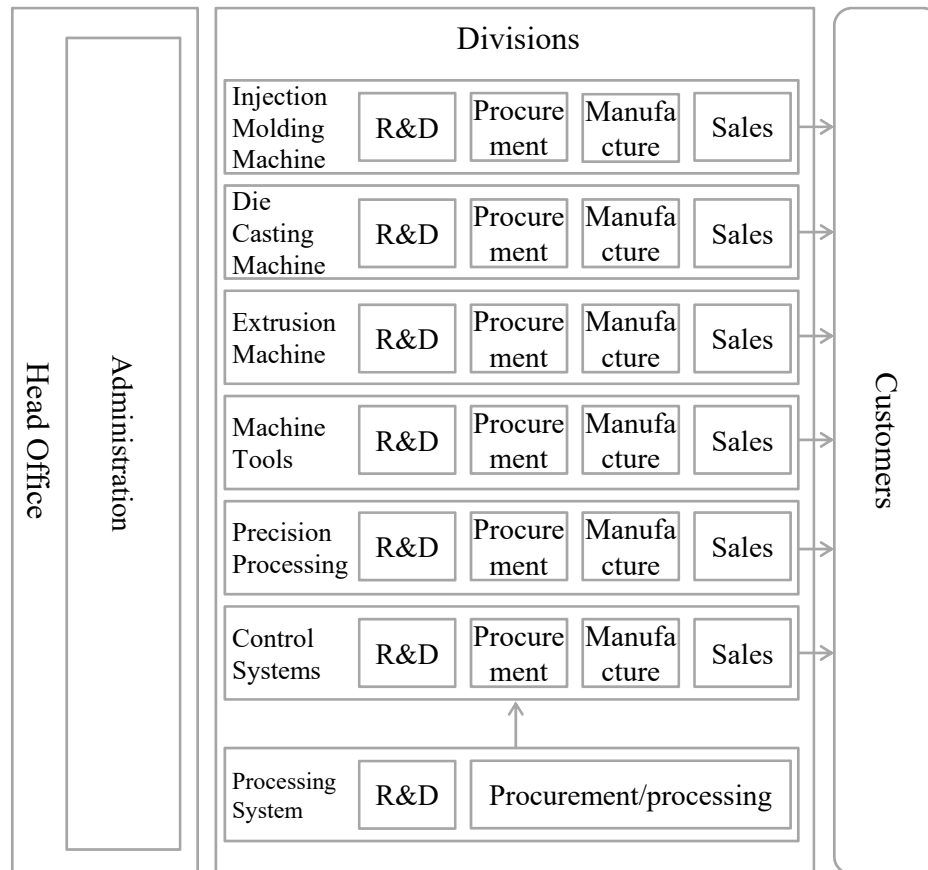 Divisions
Head Office
Administration
Injection
Molding
Machine
R&D
Procure
ment
Manufa
cture
Sales
Die
Casting
Machine
R&D
Procure
ment
Manufa
cture
Sales
Extrusion
Machine
R&D
Procure
ment
Manufa
cture
Sales
Machine
Tools
R&D
Procure
ment
Manufa
cture
Sales
Precision
Processing
R&D
Procure
ment
Manufa
cture
Sales
Control
Systems
R&D
Procure
ment
Manufa
cture
Sales
Processing
System
R&D
Procurement/processing
Customers